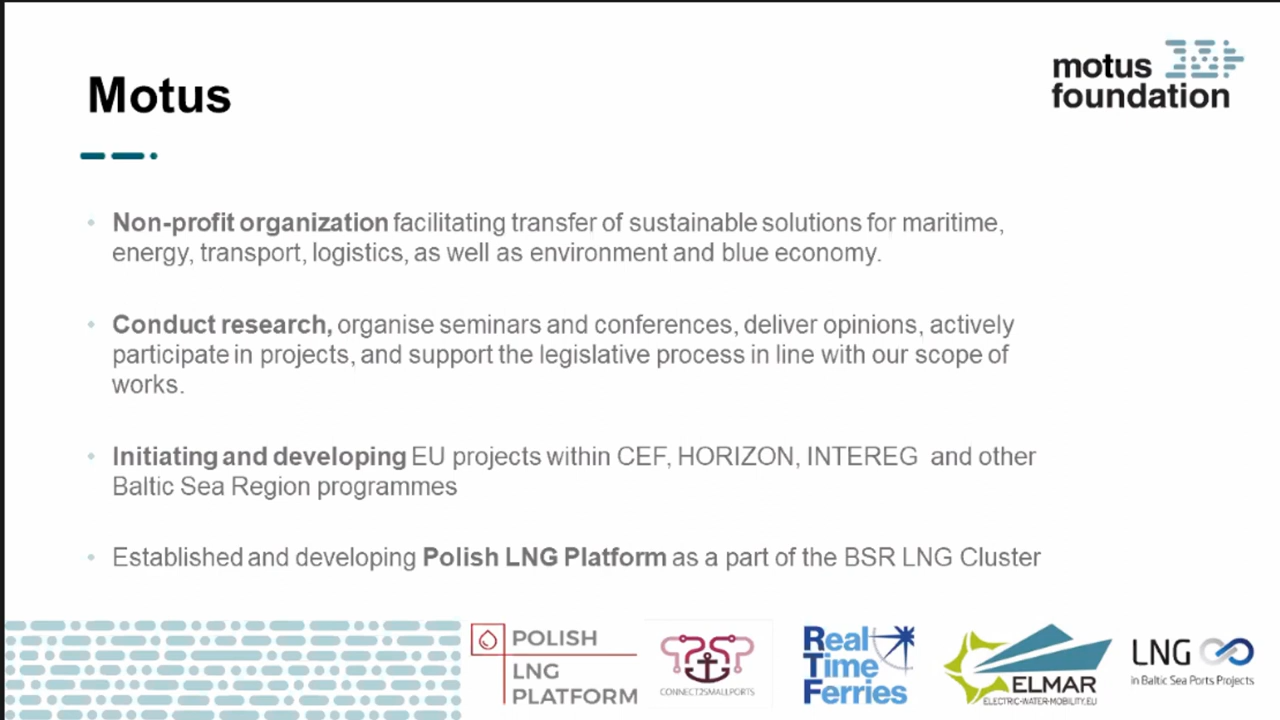 Motus
motus
foundation
• Non-profit organization facilitating transfer of sustainable solutions for maritime,
energy, transport, logistics, as well as environment and blue economy.
• Conduct research, organise seminars and conferences, deliver opinions, actively
participate in projects, and support the legislative process in line with our scope of
works.
• Initiating and developing EU projects within CEF, HORIZON, INTEREG and other
Baltic Sea Region programmes
• Established and developing Polish LNG Platform as a part of the BSR LNG Cluster
POLISH
LNG
PLATFORM
CONNECT2SMALLPORTS
Real
Time
Ferries
ELMAR
ELECTRIC-WATER-MOBILITY.EU
LNG
in Baltic Sea Ports Projects